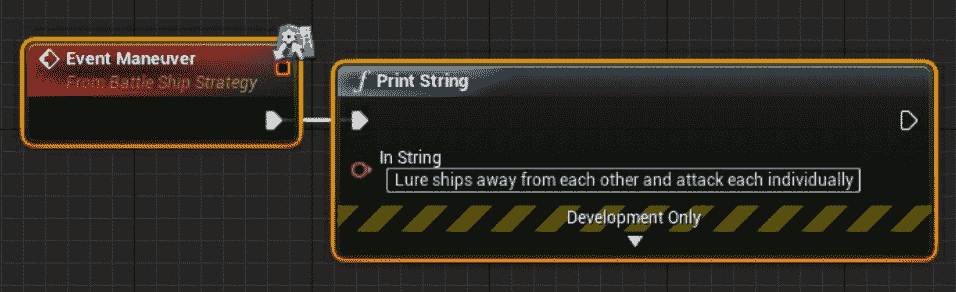 Event Maneuver
From Battle Ship Strategy
Print String
In String
Lure ships away from each other and attack each individually
Development Only